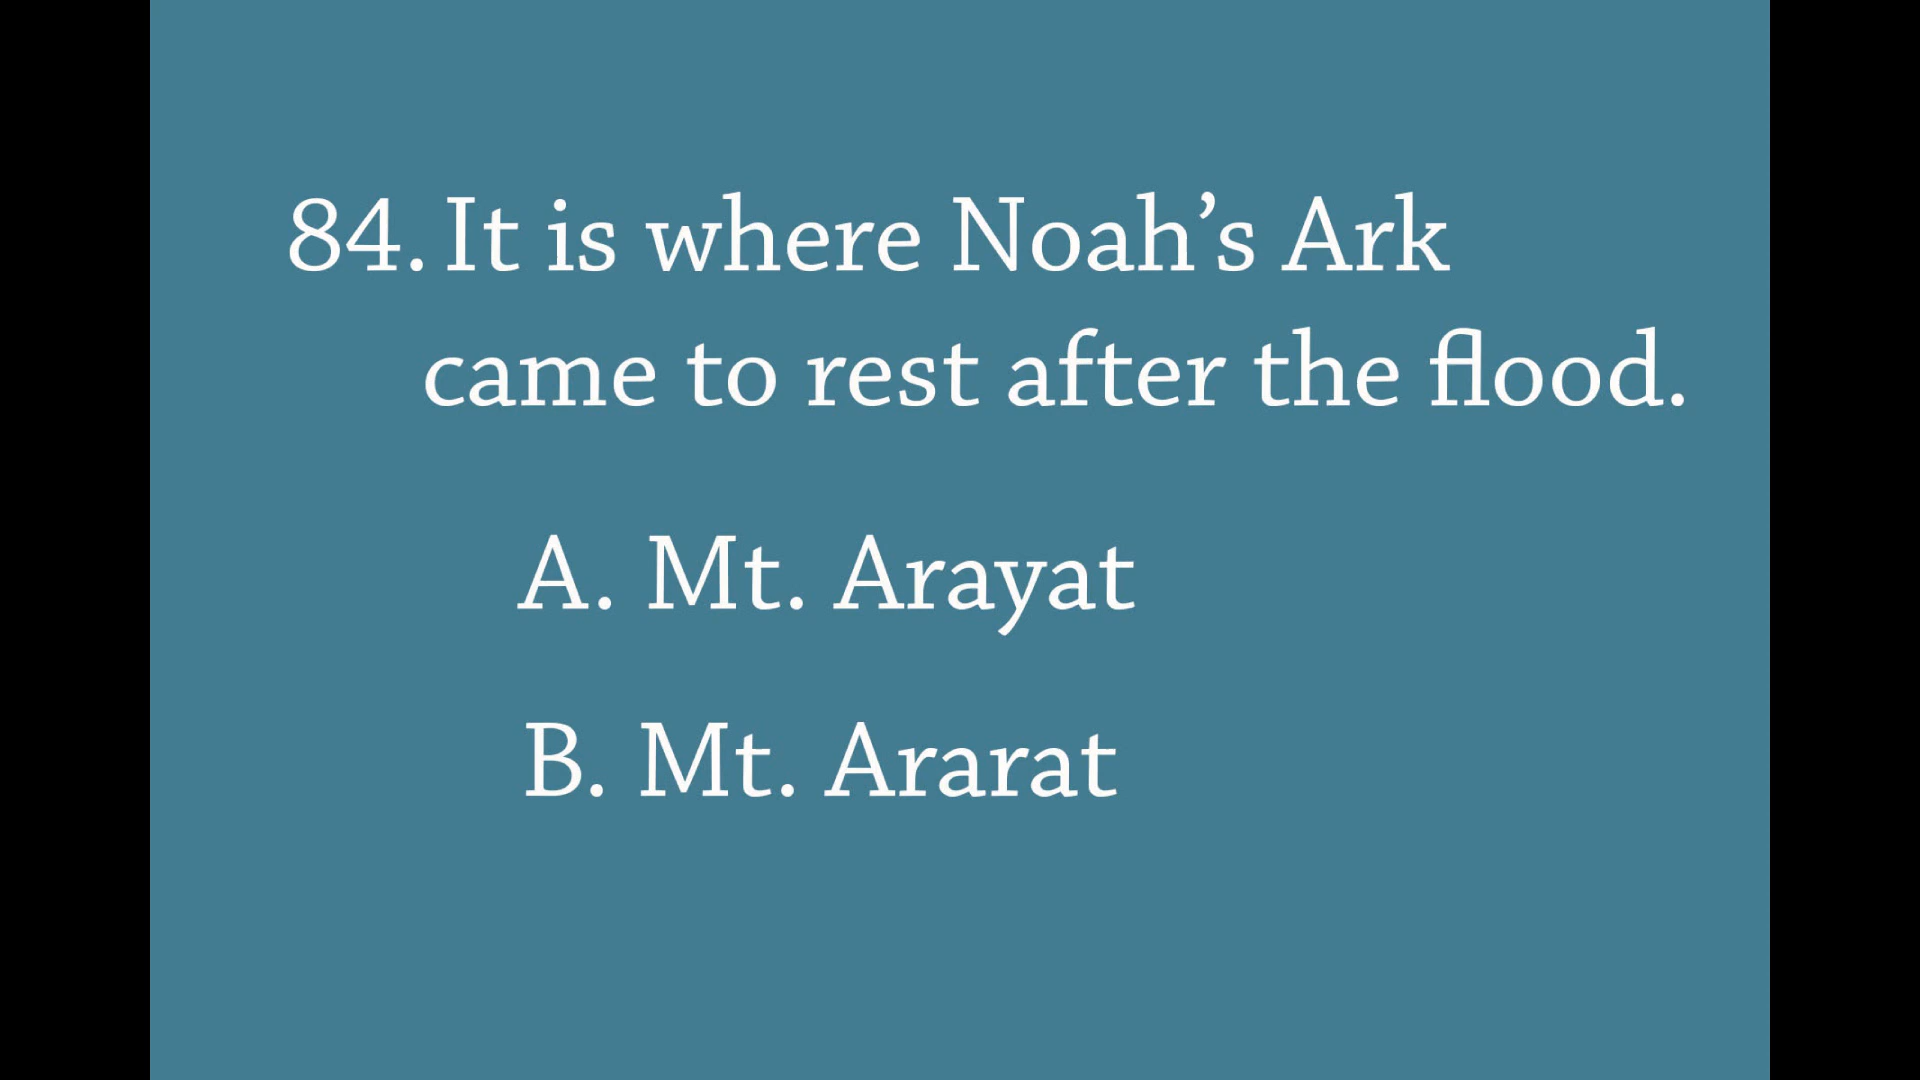 84. It is where Noah’s Ark
came to rest after the flood.
A. Mt. Arayat
B. Mt. Ararat